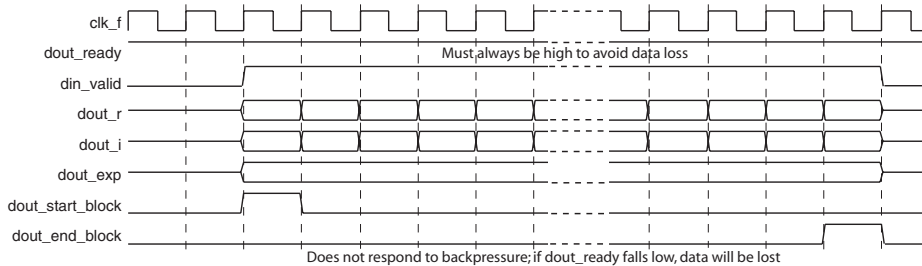 clk_f
dout_ready
Must always be high to avoid data loss
din_valid
dout_r
dout_i
dout_exp
dout_start_block
dout_end_block
Does not respond to backpressure; if dout_ready falls low, data will be lost